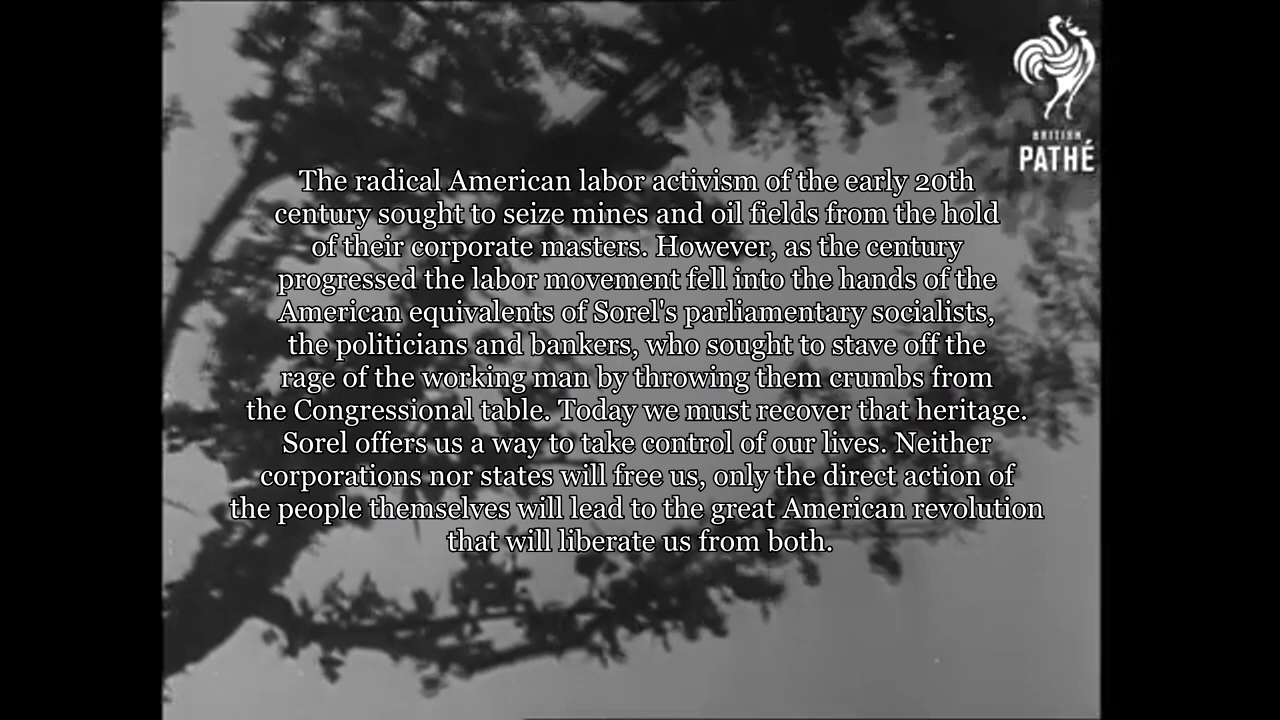 BRITISH
PATHÉ
The radical American labor activism of the early 20th
century sought to seize mines and oil fields from the hold
of their corporate masters. However, as the century
progressed the labor movement fell into the hands of the
American equivalents of Sorel's parliamentary socialists,
the politicians and bankers, who sought to stave off the
rage of the working man by throwing them crumbs from
the Congressional table. Today we must recover that heritage.
Sorel offers us a way to take control of our lives. Neither
corporations nor states will free us, only the direct action of
the people themselves will lead to the great American revolution
that will liberate us from both.